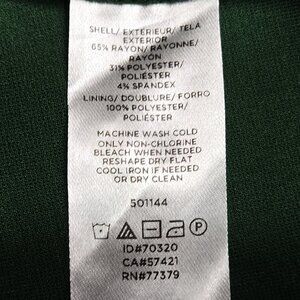 SHELL/ EXTÉRIEUR/ TELA
EXTERIOR
65% RAYON/ RAYONNE/
RAYÓN
31% POLYESTER/
POLIÉSTER
4% SPANDEX
LINING/ DOUBLURE/ FORRO
100% POLYESTER/
POLIÉSTER
MACHINE WASH COLD
ONLY NON-CHLORINE
BLEACH WHEN NEEDED
RESHAPE DRY FLAT
COOL IRON IF NEEDED
OR DRY CLEAN
501144
P
ID#70320
CA#57421
RN#77379